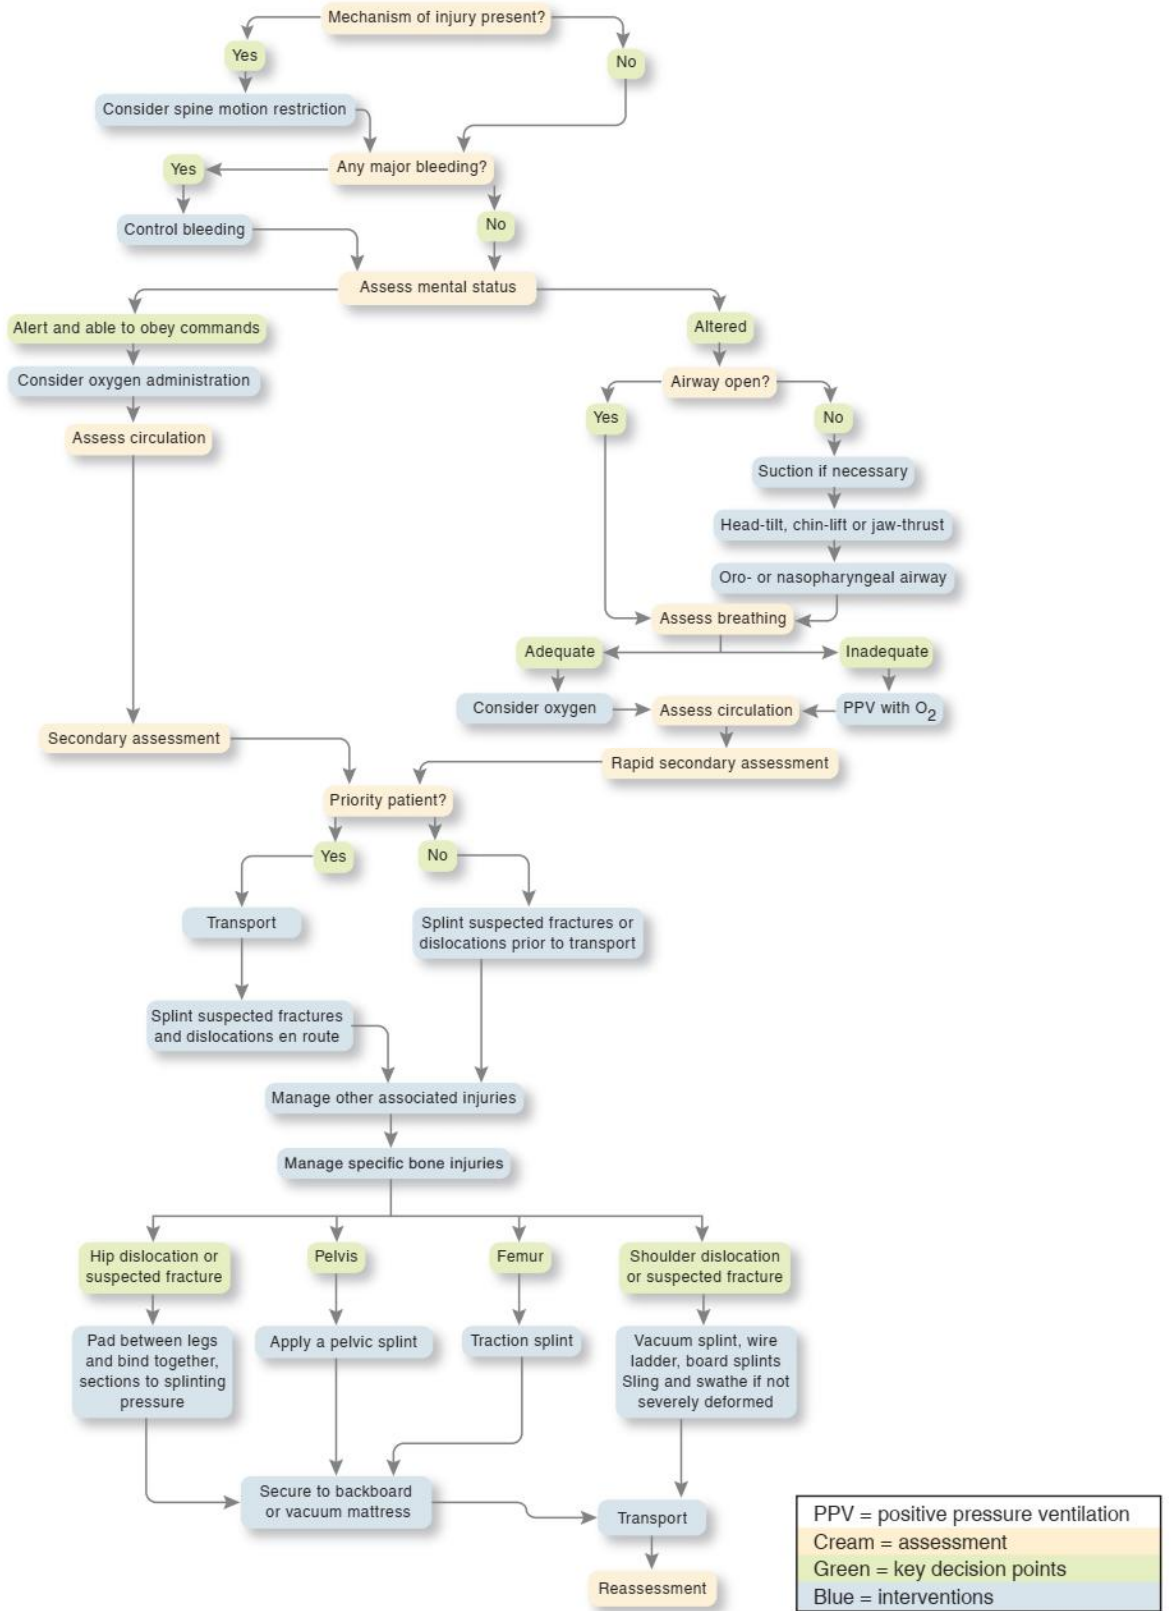 Mechanism of injury present?
Yes
No
Consider spine motion restriction
Any major bleeding?
Yes
No
Control bleeding
Assess mental status
Alert and able to obey commands
Altered
Consider oxygen administration
Airway open?
Yes
No
Assess circulation
Suction if necessary
Head-tilt, chin-lift or jaw-thrust
Oro- or nasopharyngeal airway
Assess breathing
Adequate
Inadequate
Consider oxygen
Assess circulation
PPV with O2
Secondary assessment
Rapid secondary assessment
Priority patient?
Yes
No
Transport
Splint suspected fractures or
dislocations prior to transport
Splint suspected fractures
and dislocations en route
Manage other associated injuries
Manage specific bone injuries
Hip dislocation or
suspected fracture
Pelvis
Femur
Shoulder dislocation
or suspected fracture
Pad between legs
and bind together,
sections to splinting
pressure
Apply a pelvic splint
Traction splint
Vacuum splint, wire
ladder, board splints
Sling and swathe if not
severely deformed
Secure to backboard
or vacuum mattress
Transport
Reassessment
PPV = positive pressure ventilation
Cream = assessment
Green = key decision points
Blue = interventions